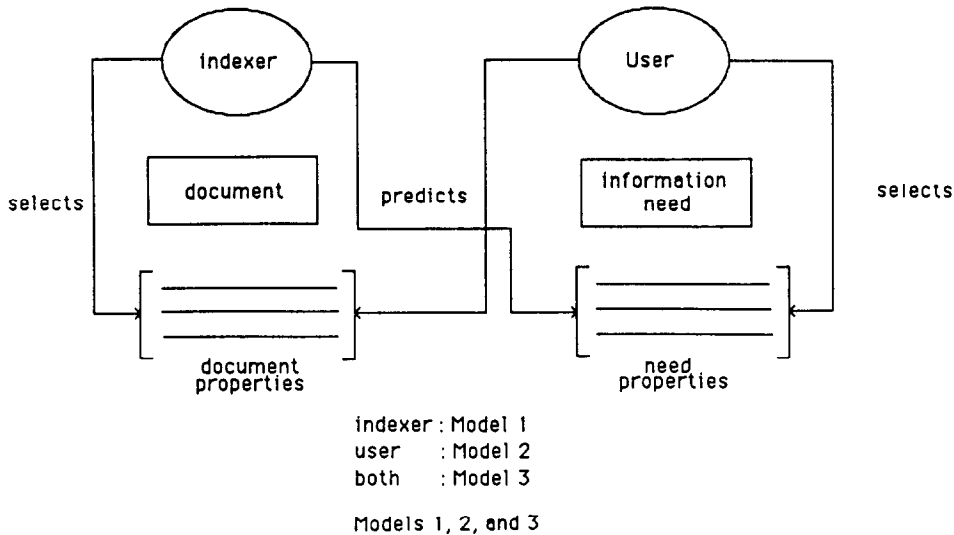 indexer
User
document
information
need
selects
predicts
selects
document
properties
need
properties
indexer : Model 1
user : Model 2
both : Model 3
Models 1, 2, and 3